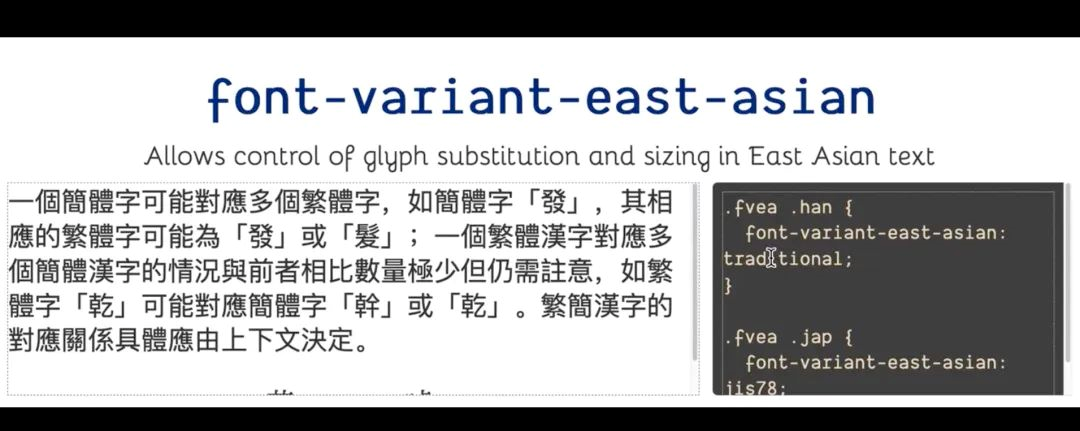 font-variant-east-asian
Allows control of glyph substitution and sizing in East Asian text
一個簡體字可能對應多個繁體字，如簡體字「發」，其相
應的繁體字可能為「發」或「髮」；一個繁體漢字對應多
個簡體漢字的情況與前者相比數量極少但仍需註意，如繁
體字「乾」可能對應簡體字「幹」或「乾」。繁簡漢字的
對應關係具體應由上下文決定。
.fvea .han {
font-variant-east-asian:
traditional;
}
.fvea .jap {
font-variant-east-asian:
jis78;